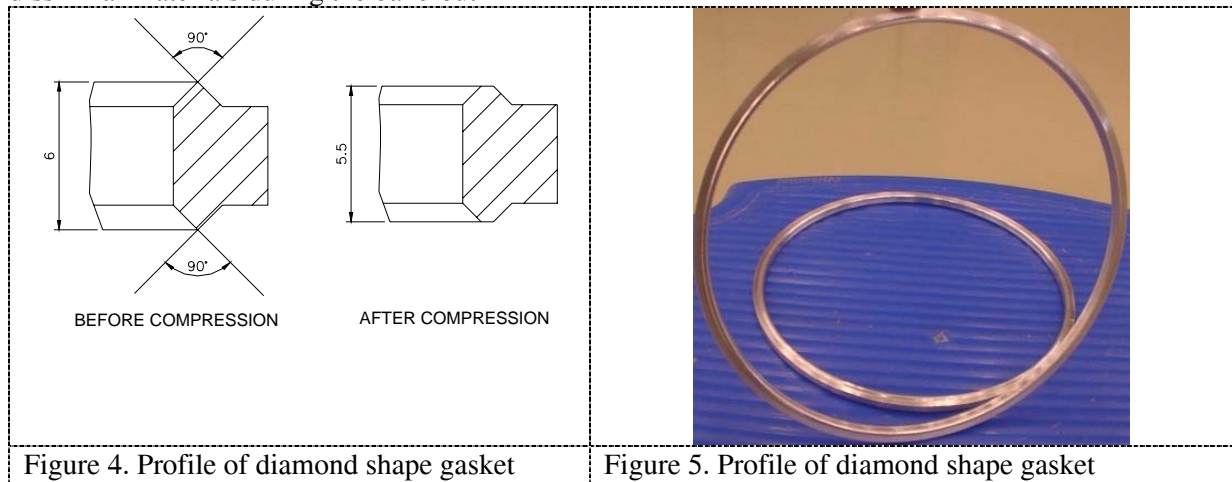 90°
6
90°
BEFORE COMPRESSION
5.5
AFTER COMPRESSION
Figure 4. Profile of diamond shape gasket
Figure 5. Profile of diamond shape gasket